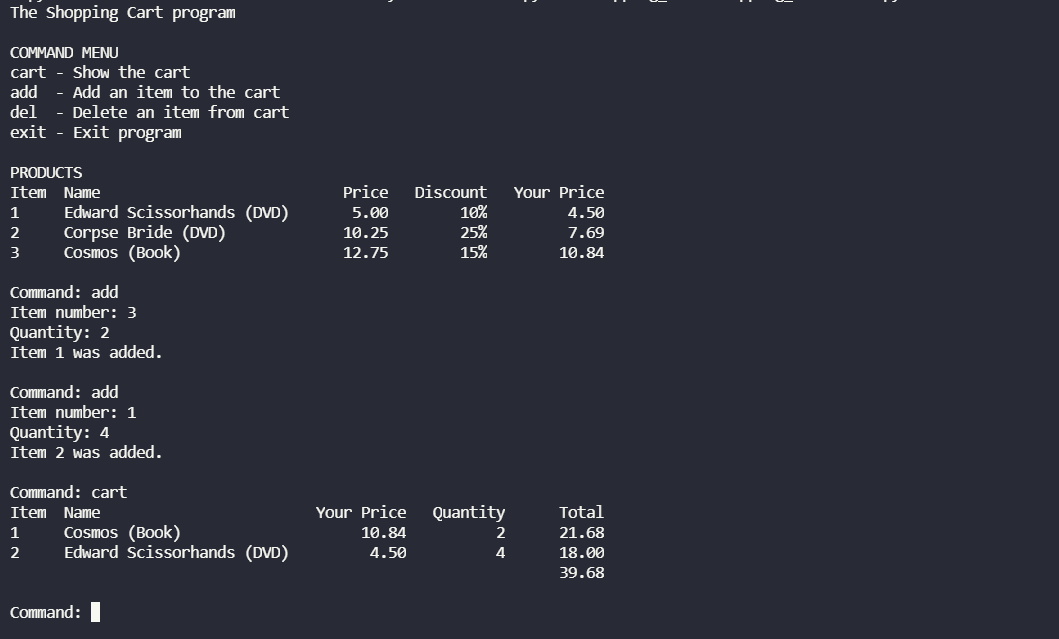 The Shopping Cart program
COMMAND MENU
cart - Show the cart
add  - Add an item to the cart
del  - Delete an item from cart
exit - Exit program
PRODUCTS
Item  Name                           Price   Discount   Your Price
1     Edward Scissorhands (DVD)       5.00        10%         4.50
2     Corpse Bride (DVD)             10.25        25%         7.69
3     Cosmos (Book)                  12.75        15%        10.84
Command: add
Item number: 3
Quantity: 2
Item 1 was added.
Command: add
Item number: 1
Quantity: 4
Item 2 was added.
Command: cart
Item  Name                        Your Price   Quantity      Total
1     Cosmos (Book)                    10.84          2      21.68
2     Edward Scissorhands (DVD)         4.50          4      18.00
                                                             39.68
Command: